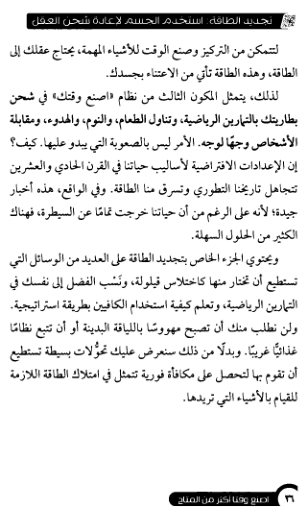 تجديد الطاقة: استخدم الجسم لإعادة شحن العقل
لتتمكن من التركيز وصنع الوقت للأشياء المهمة، يحتاج عقلك إلى
الطاقة، وهذه الطاقة تأتي من الاعتناء بجسدك.
لذلك، يتمثل المكون الثالث من نظام «اصنع وقتك» في شحن
بطاريتك بالتمارين الرياضية، وتناول الطعام، والنوم، والهدوء، ومقابلة
الأشخاص وجهًا لوجه. الأمر ليس بالصعوبة التي يبدو عليها. كيف؟
إن الإعدادات الافتراضية لأساليب حياتنا في القرن الحادي والعشرين
تتجاهل تاريخنا التطوري وتسرق منا الطاقة. وفي الواقع، هذه أخبار
جيدة؛ لأنه على الرغم من أن حياتنا خرجت تمامًا عن السيطرة، فهناك
الكثير من الحلول السهلة.
ويحتوي الجزء الخاص بتجديد الطاقة على العديد من الوسائل التي
تستطيع أن تختار منها كاختلاس قيلولة، ونَسْب الفضل إلى نفسك في
التمارين الرياضية، وتعلم كيفية استخدام الكافيين بطريقة استراتيجية.
ولن نطلب منك أن تصبح مهووسًا باللياقة البدينة أو أن تتبع نظامًا
غذائيًّا غريبًا. وبدلًا من ذلك سنعرض عليك تحوُّلات بسيطة تستطيع
أن تقوم بها لتحصل على مكافأة فورية تتمثل في امتلاك الطاقة اللازمة
للقيام بالأشياء التي تريدها.
٣٦ اصنع وقتا أكثر من المتاح